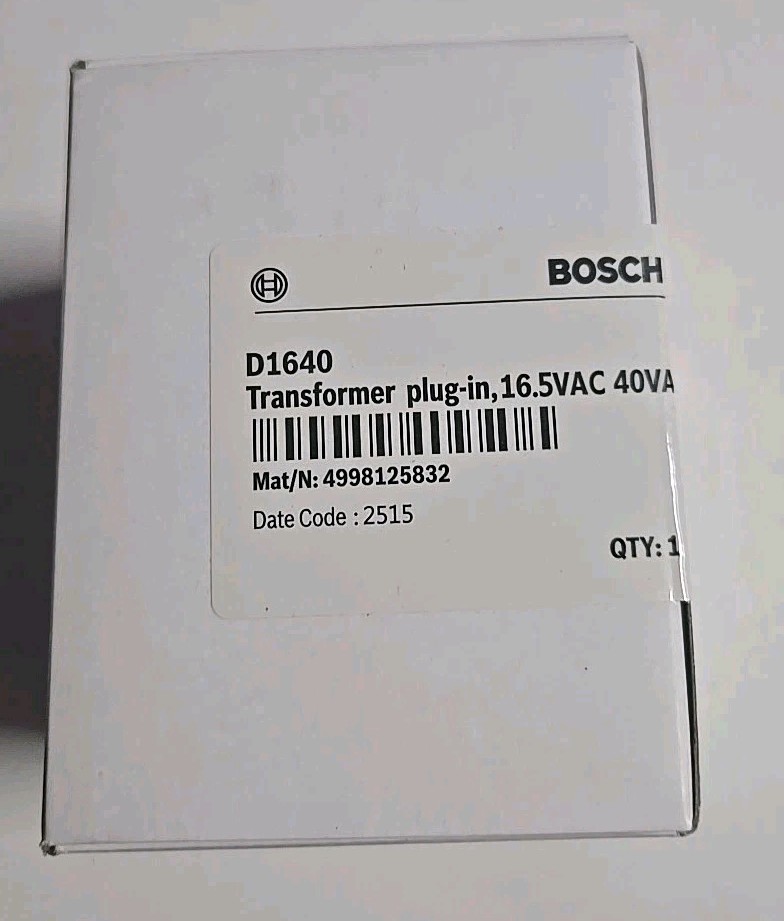 BOSCH
D1640
Transformer plug-in,16.5VAC 40VA
Mat/N: 4998125832
Date Code : 2515
QTY: 1